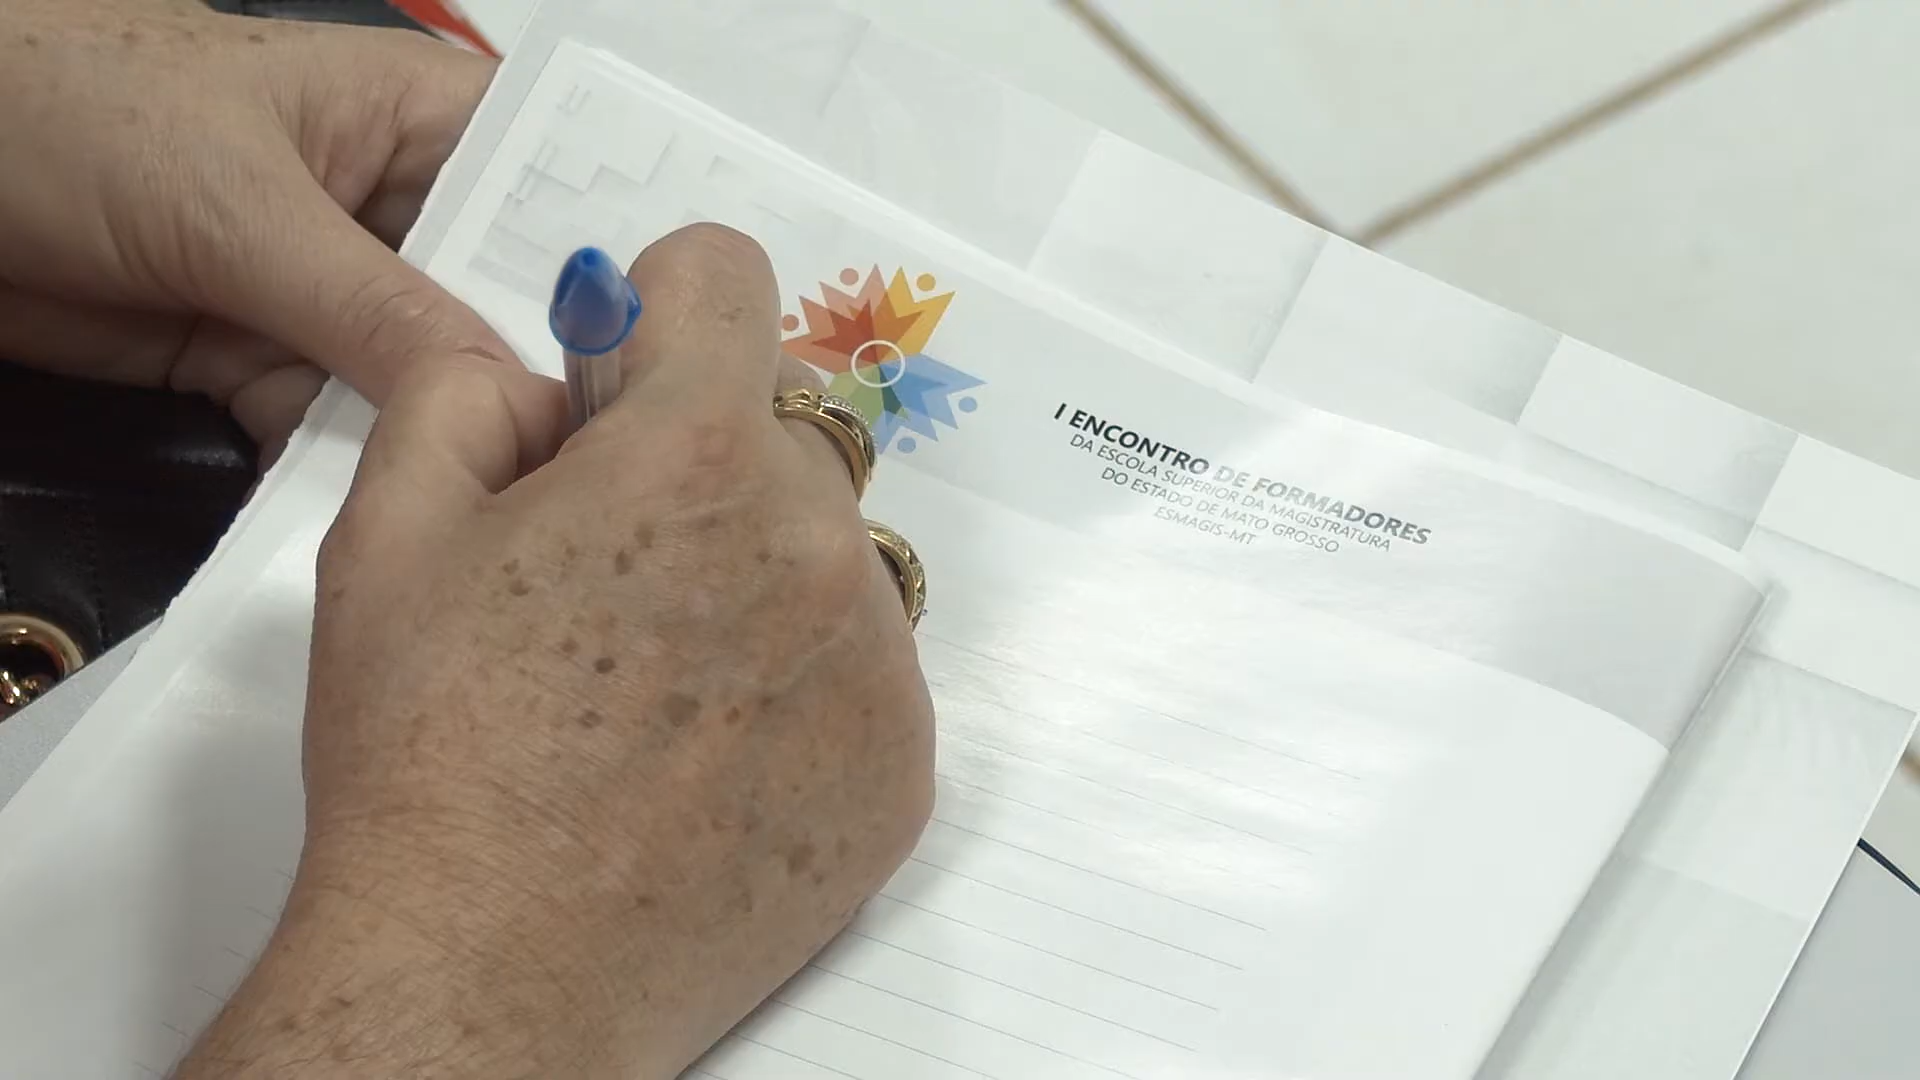 I ENCONTRO DE FORMADORES
DA ESCOLA SUPERIOR DA MAGISTRATURA
DO ESTADO DE MATO GROSSO
ESMAGIS-MT